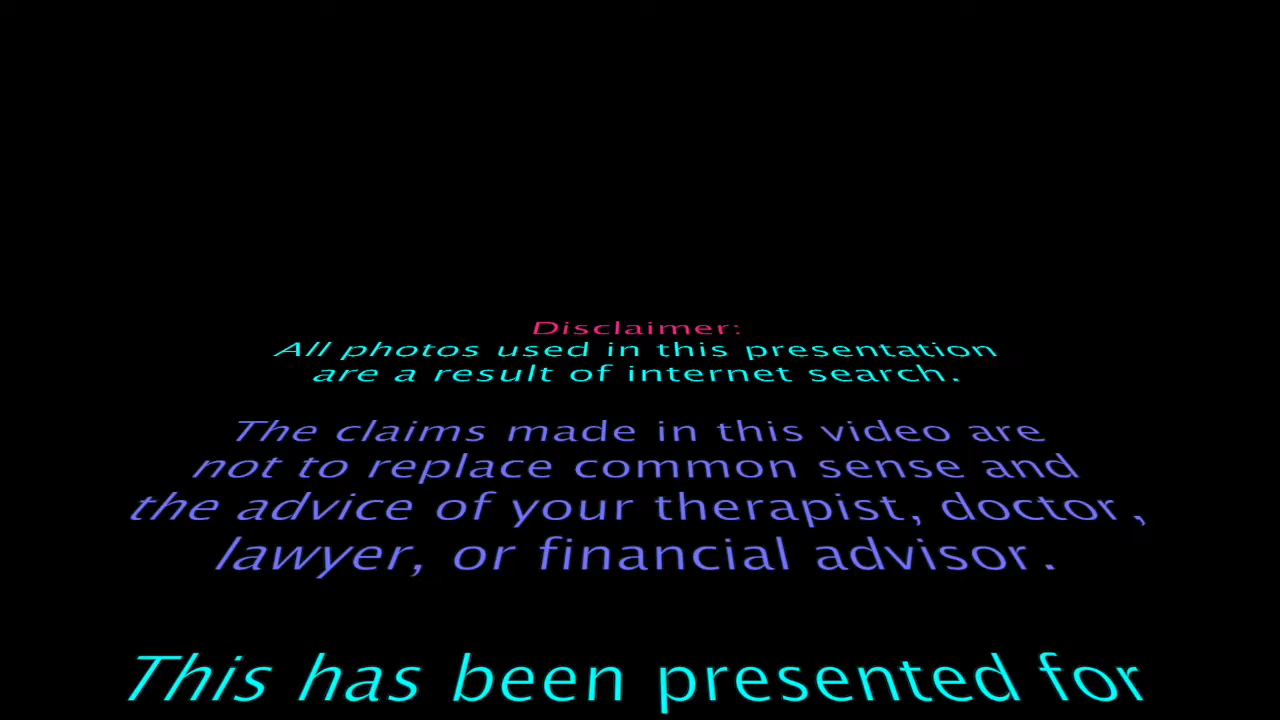 Disclaimer:
All photos used in this presentation
are a result of internet search.
The claims made in this video are
not to replace common sense and
the advice of your therapist, doctor,
lawyer, or financial advisor.
This has been presented for